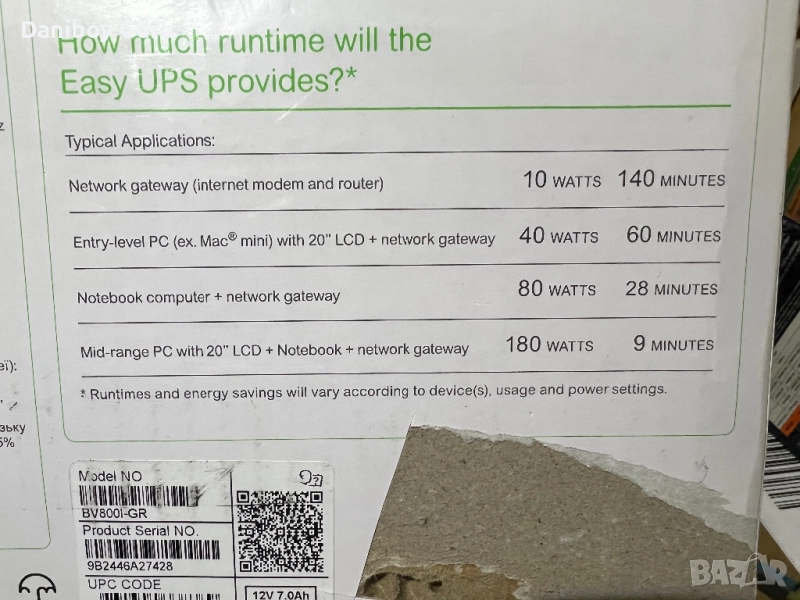 Danibox
How much runtime will the
Easy UPS provides?*
Typical Applications:
Network gateway (internet modem and router) 10 WATTS 140 MINUTES
Entry-level PC (ex. Mac® mini) with 20" LCD + network gateway 40 WATTS 60 MINUTES
Notebook computer + network gateway 80 WATTS 28 MINUTES
Mid-range PC with 20" LCD + Notebook + network gateway 180 WATTS 9 MINUTES
* Runtimes and energy savings will vary according to device(s), usage and power settings.
Model NO
BV800I-GR
Product Serial NO.
9B2446A27428
UPC CODE
12V 7.0Ah
BAZAR